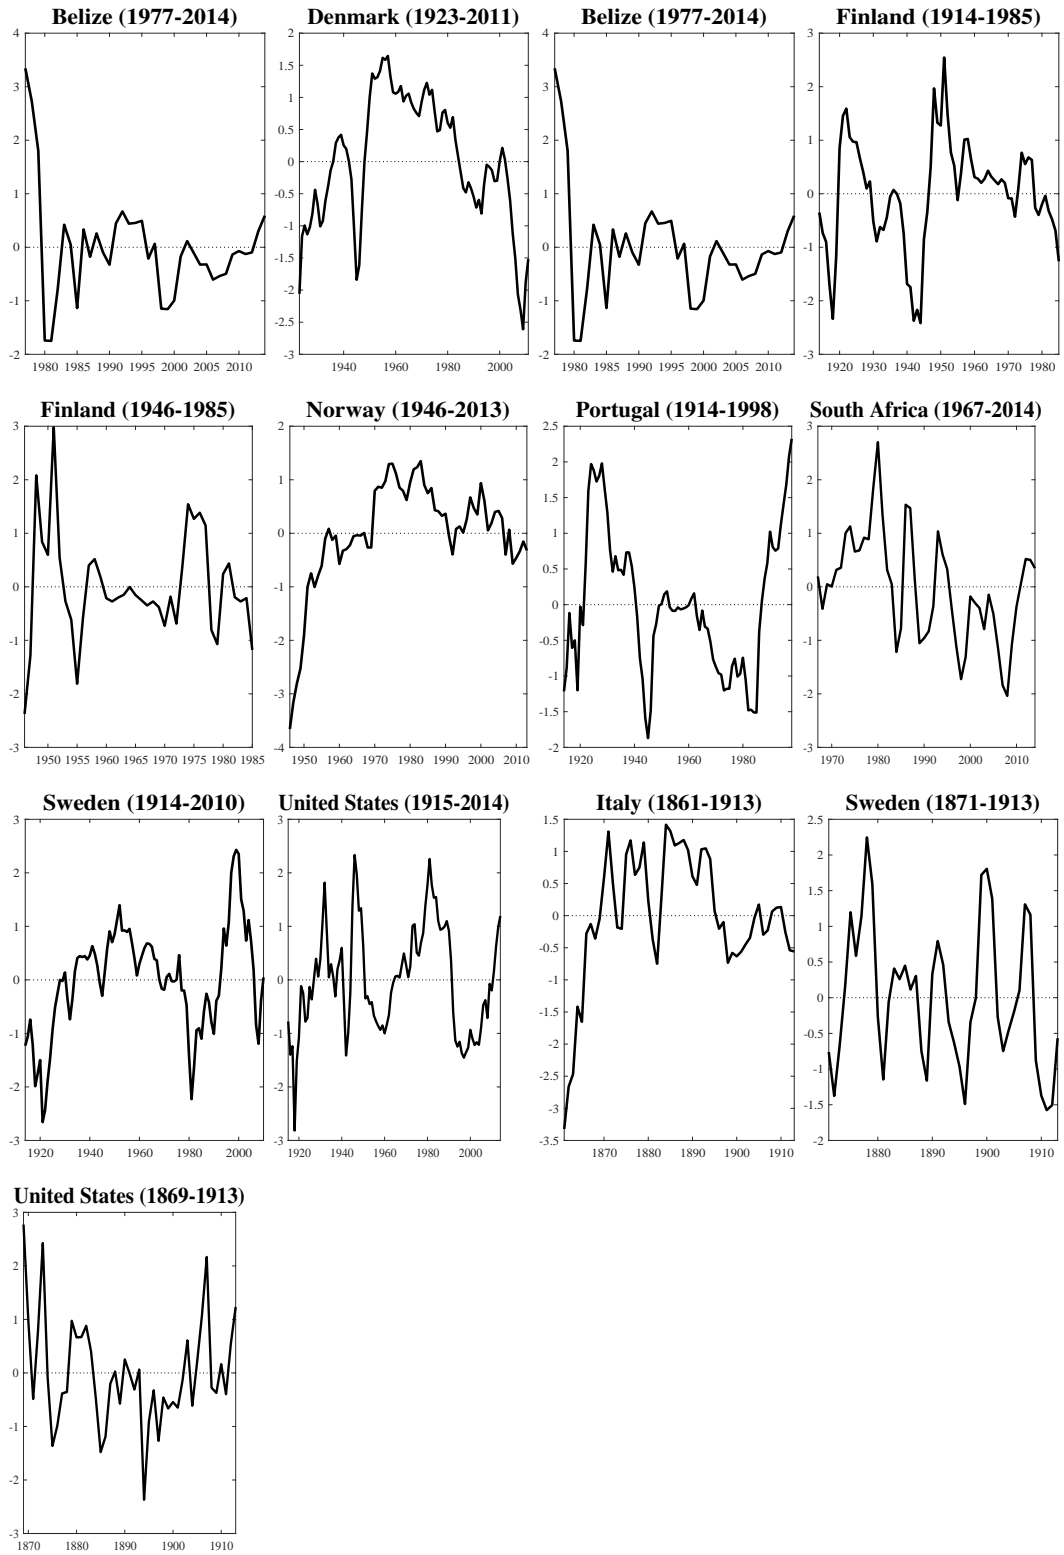 Belize (1977-2014) Denmark (1923-2011) Belize (1977-2014) Finland (1914-1985)
4 2 4 3
3 1.5 3 2
2 1 2 1
1 0.5 1 0
0 0 0 -1
-1 -0.5 -1 -2
-2 -1 -2 -3
-1.5
-2
-2.5
-3
1980 1985 1990 1995 2000 2005 2010 1940 1960 1980 2000 1980 1985 1990 1995 2000 2005 2010 1920 1930 1940 1950 1960 1970 1980
Finland (1946-1985) Norway (1946-2013) Portugal (1914-1998) South Africa (1967-2014)
3 2 2.5 3
2 1 2 2
1 0 1.5 1
0 -1 1 0
-1 -2 0.5 -1
-2 -3 0 -2
-3 -4 -0.5 -3
-1
-1.5
-2
1950 1955 1960 1965 1970 1975 1980 1985 1950 1960 1970 1980 1990 2000 2010 1920 1940 1960 1980 1970 1980 1990 2000 2010
Sweden (1914-2010) United States (1915-2014) Italy (1861-1913) Sweden (1871-1913)
3 3 1.5 2.5
2 2 1 2
1 1 0.5 1.5
0 0 0 1
-1 -1 -0.5 0.5
-2 -2 -1 0
-3 -3 -1.5 -0.5
-2 -1
-2.5 -1.5
-3 -2
-3.5
1920 1940 1960 1980 2000 1920 1940 1960 1980 2000 1870 1880 1890 1900 1910 1880 1890 1900 1910
United States (1869-1913)
3
2
1
0
-1
-2
-3
1870 1880 1890 1900 1910